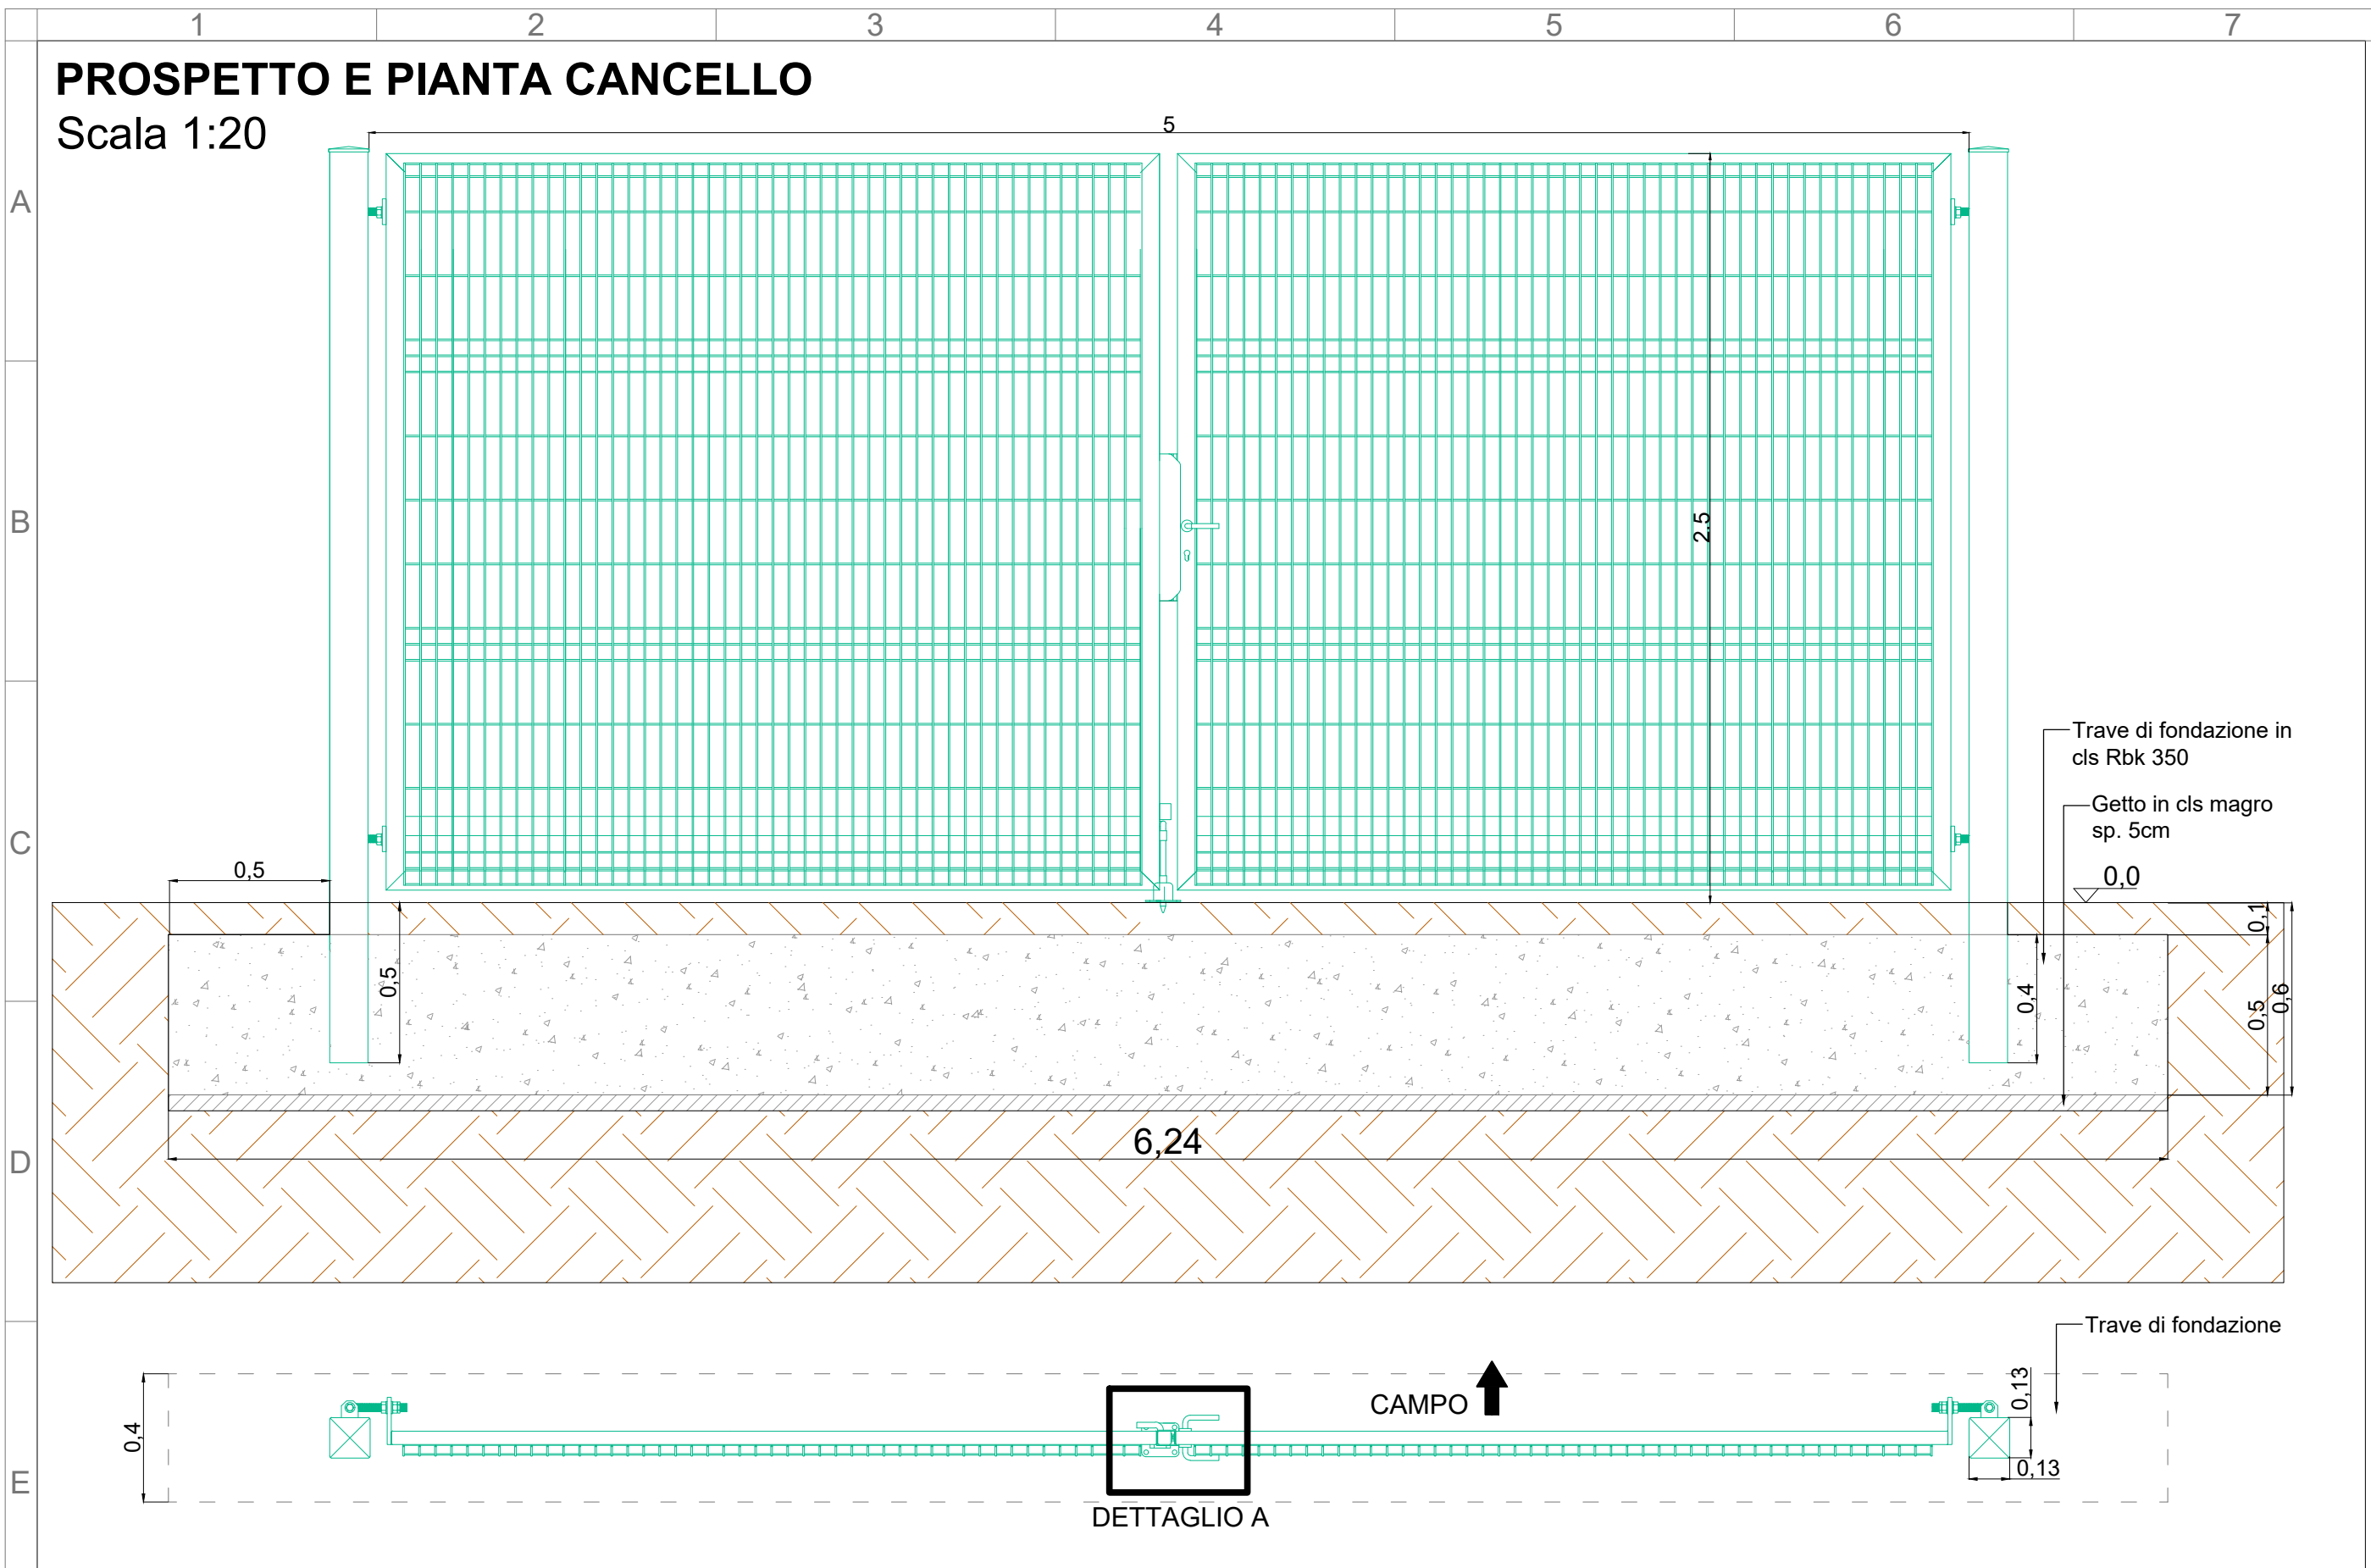 1 2 3 4 5 6 7
PROSPETTO E PIANTA CANCELLO
Scala 1:20
5
A
B
2.5
Trave di fondazione in
cls Rbk 350
Getto in cls magro
sp. 5cm
C
0,5
0,0
0,1
0,5
0,4
0,5
0,6
6,24
D
Trave di fondazione
0,13
CAMPO
0,4
0,13
E
DETTAGLIO A